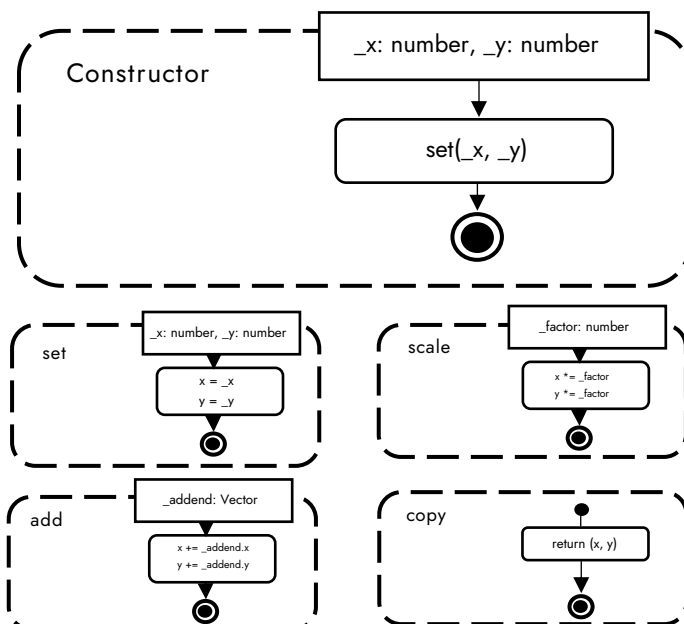 Constructor
_x: number, _y: number
set(_x, _y)
set
_x: number, _y: number
x = _x
y = _y
scale
_factor: number
x *= _factor
y *= _factor
add
_addend: Vector
x += _addend.x
y += _addend.y
copy
return (x, y)